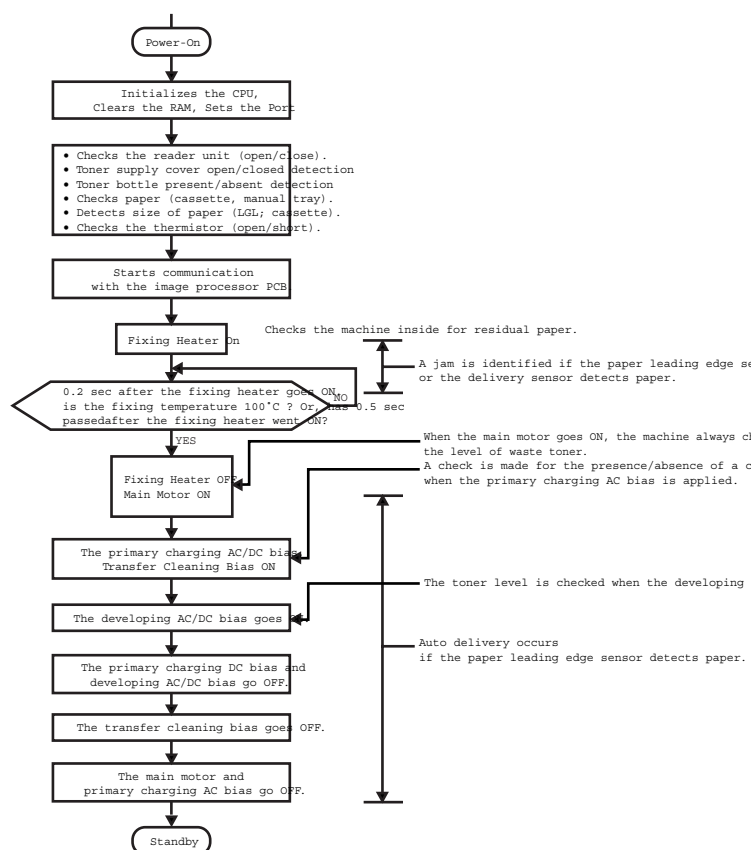 Power-On
Initializes the CPU,
Clears the RAM, Sets the Port
• Checks the reader unit (open/close).
• Toner supply cover open/closed detection
• Toner bottle present/absent detection
• Checks paper (cassette, manual tray).
• Detects size of paper (LGL; cassette).
• Checks the thermistor (open/short).
Starts communication
with the image processor PCB
Fixing Heater On
Checks the machine inside for residual paper.
A jam is identified if the paper leading edge se
or the delivery sensor detects paper.
0.2 sec after the fixing heater goes ON,
is the fixing temperature 100˚C ? Or, has 0.5 sec
passedafter the fixing heater went ON?
NO
YES
When the main motor goes ON, the machine always ch
the level of waste toner.
A check is made for the presence/absence of a c
when the primary charging AC bias is applied.
Fixing Heater OFF
Main Motor ON
The primary charging AC/DC bias,
Transfer Cleaning Bias ON
The toner level is checked when the developing
The developing AC/DC bias goes
Auto delivery occurs
if the paper leading edge sensor detects paper.
The primary charging DC bias and
developing AC/DC bias go OFF.
The transfer cleaning bias goes OFF.
The main motor and
primary charging AC bias go OFF.
Standby